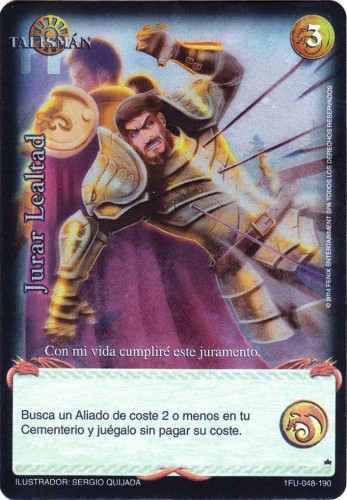 TALISMÁN
3
Jurar Lealtad
© 2014 FENIX ENTERTAINMENT SPA TODOS LOS DERECHOS RESERVADOS
Con mi vida cumpliré este juramento.
Busca un Aliado de coste 2 o menos en tu
Cementerio y juégalo sin pagar su coste.
ILUSTRADOR: SERGIO QUIJADA
1FU-048-190